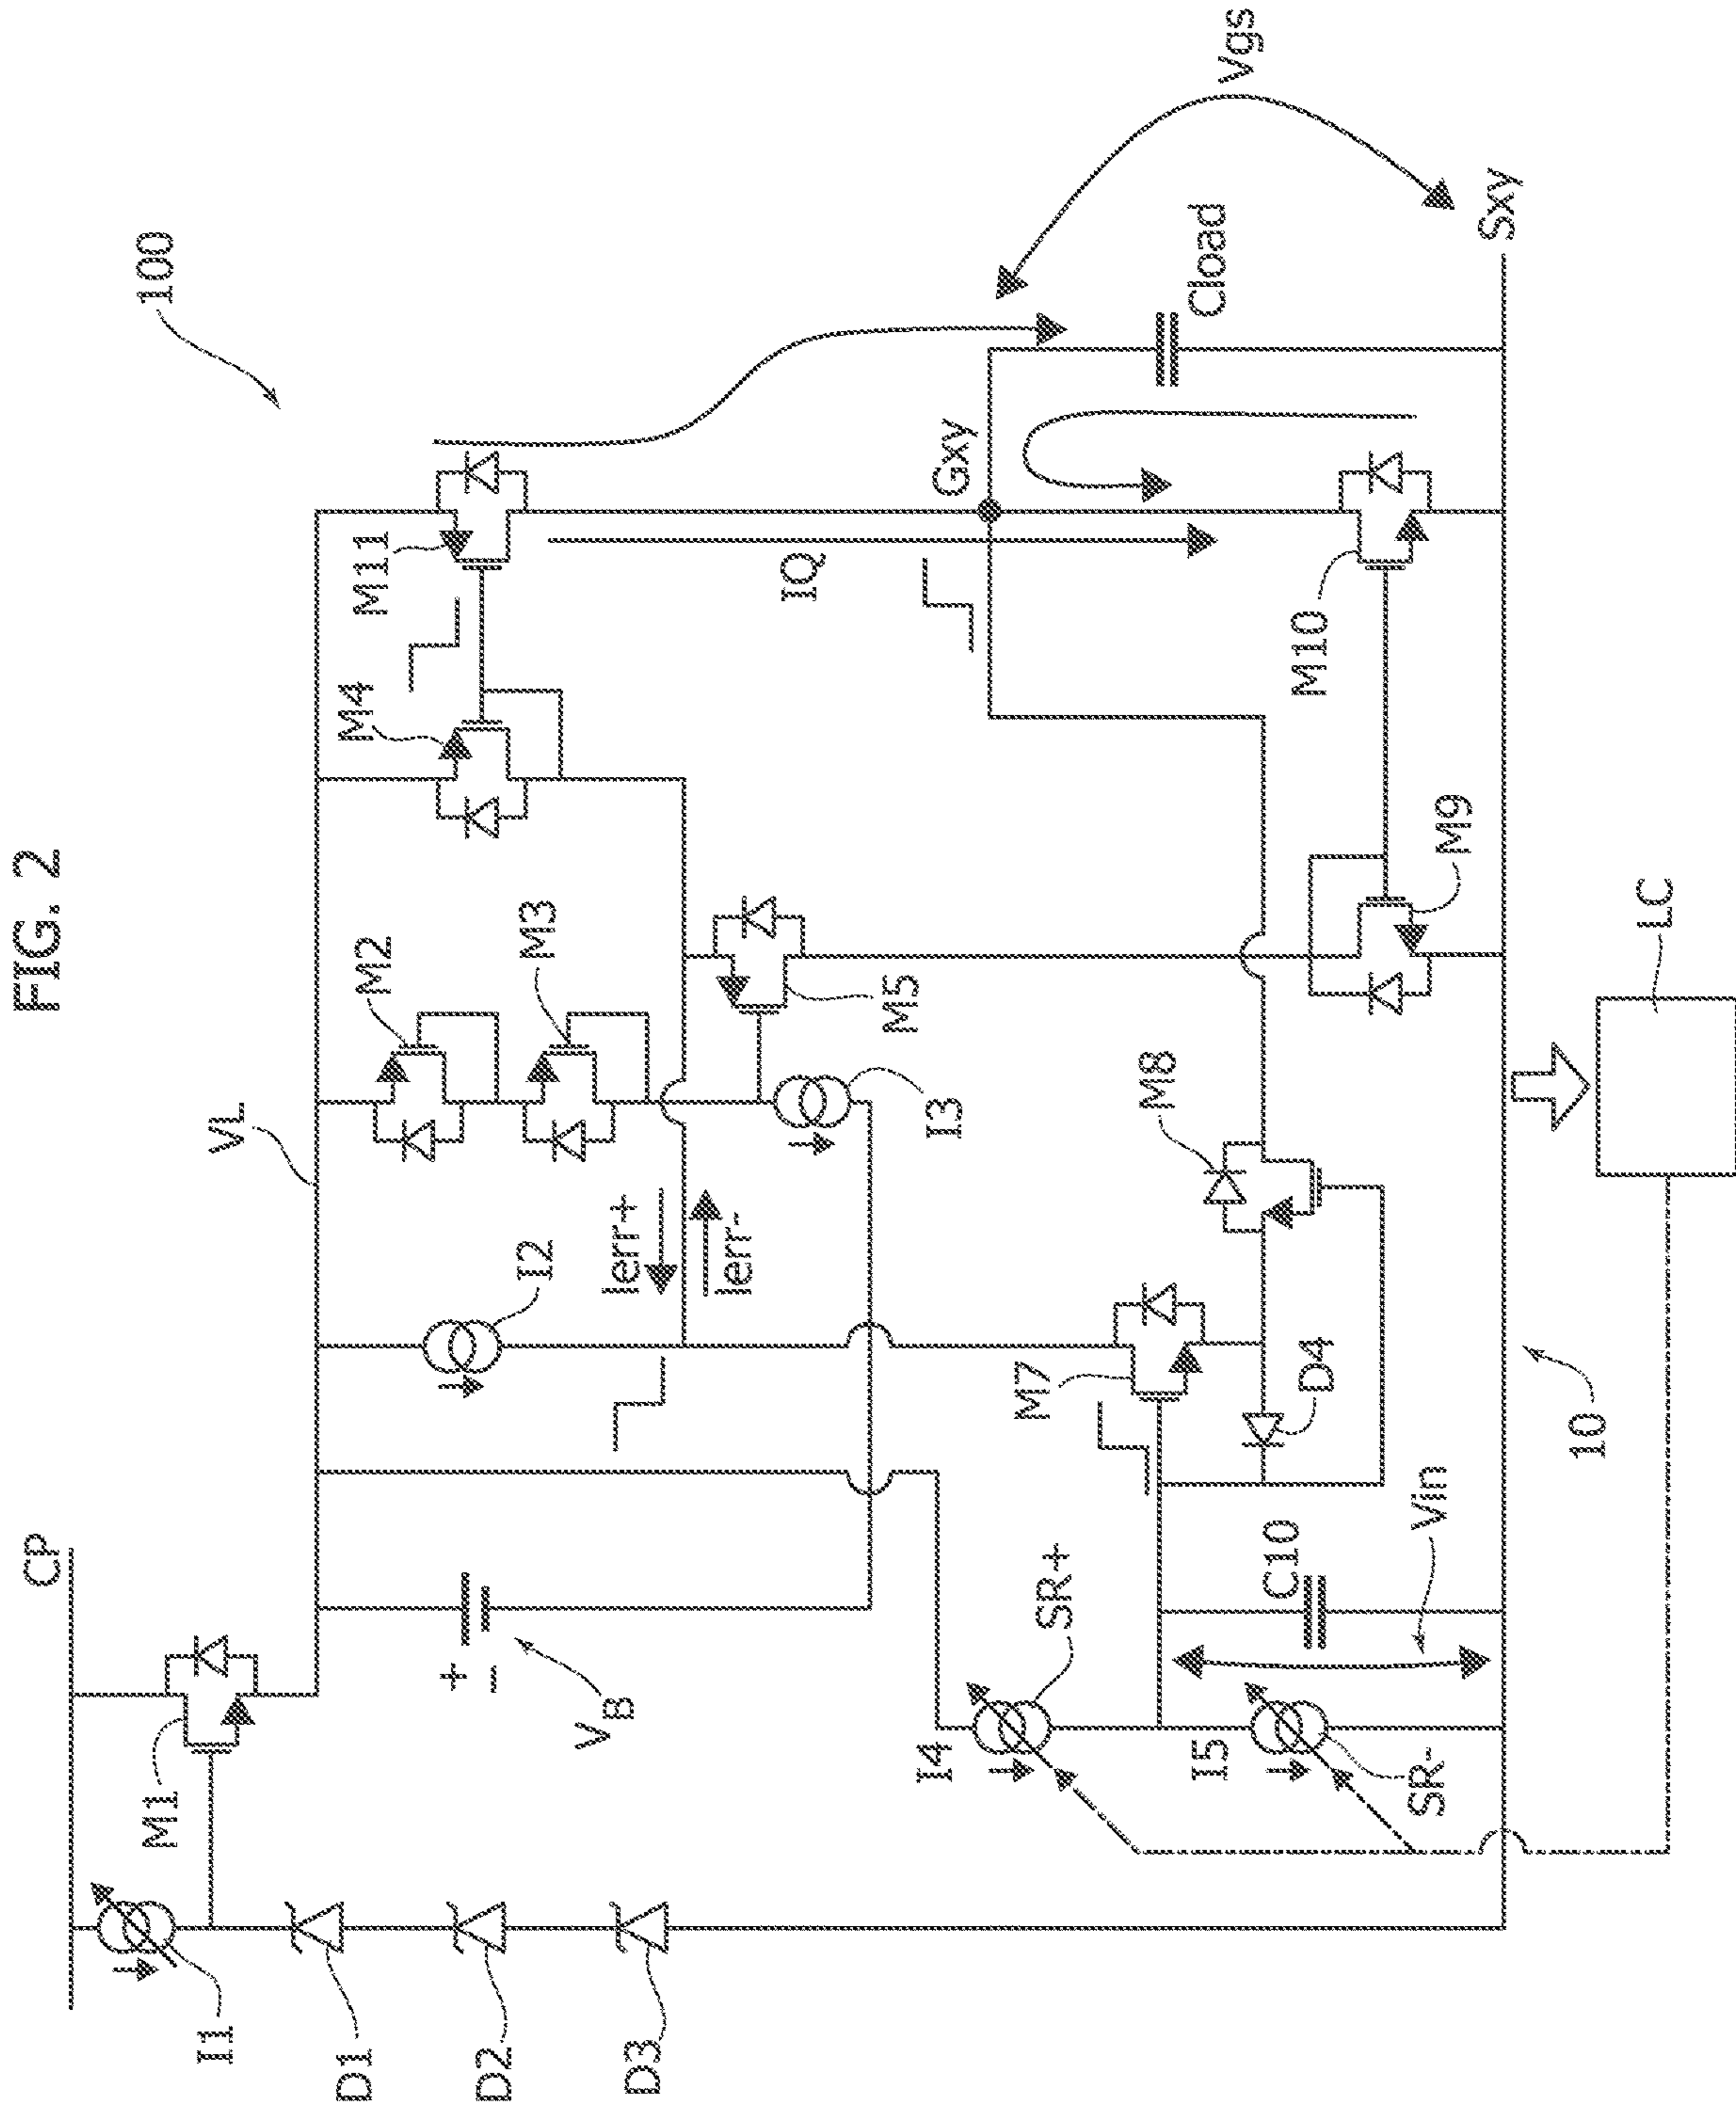 FIG. 2
100
CP
VL
M1
I1
D1
D2
D3
+
-
VB
I2
M2
M3
M4
M11
Ierr+
Ierr-
I3
M5
IQ
Gxy
Cload
Vgs
Sxy
I4
SR+
I5
SR-
C10
Vin
M7
D4
M8
M9
M10
10
LC